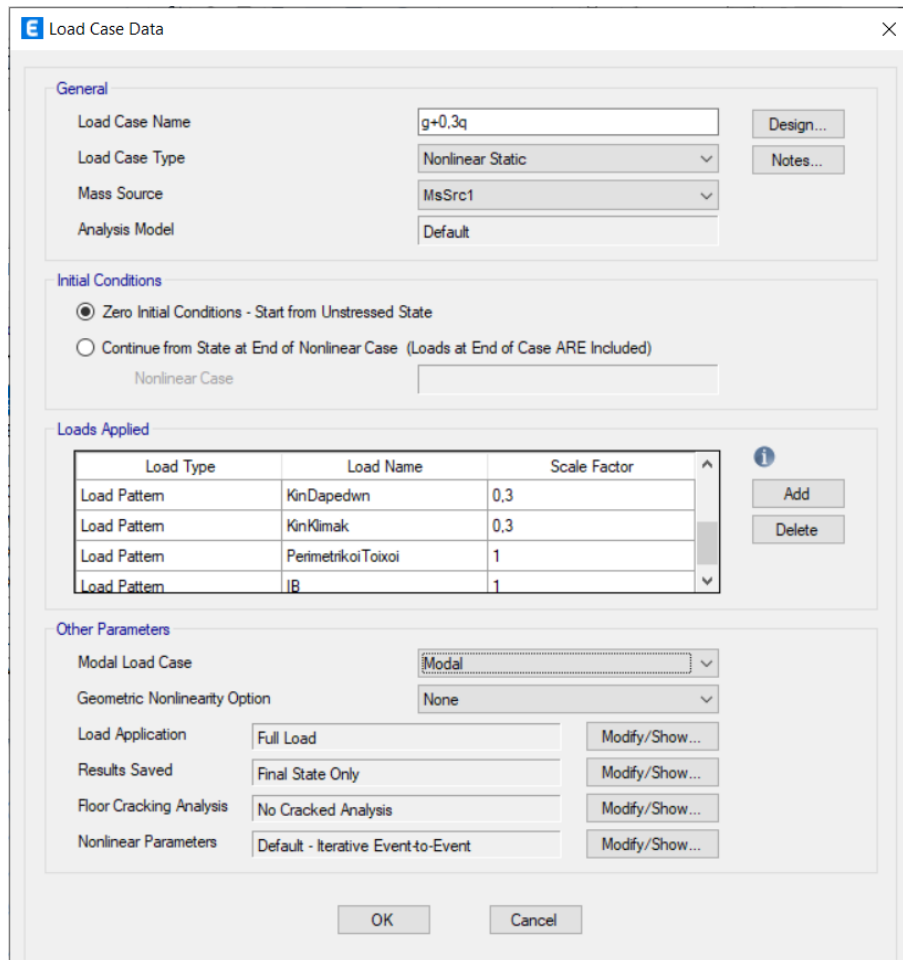 E Load Case Data
General
Load Case Name g+0,3q Design...
Load Case Type Nonlinear Static Notes...
Mass Source MsSrc1
Analysis Model Default
Initial Conditions
Zero Initial Conditions - Start from Unstressed State
Continue from State at End of Nonlinear Case (Loads at End of Case ARE Included)
Nonlinear Case
Loads Applied
Load Type Load Name Scale Factor i
Load Pattern KinDapedwn 0,3 Add
Load Pattern KinKlimak 0,3 Delete
Load Pattern PerimetrikoiToixoi 1
Load Pattern IB 1
Other Parameters
Modal Load Case Modal
Geometric Nonlinearity Option None
Load Application Full Load Modify/Show...
Results Saved Final State Only Modify/Show...
Floor Cracking Analysis No Cracked Analysis Modify/Show...
Nonlinear Parameters Default - Iterative Event-to-Event Modify/Show...
OK Cancel